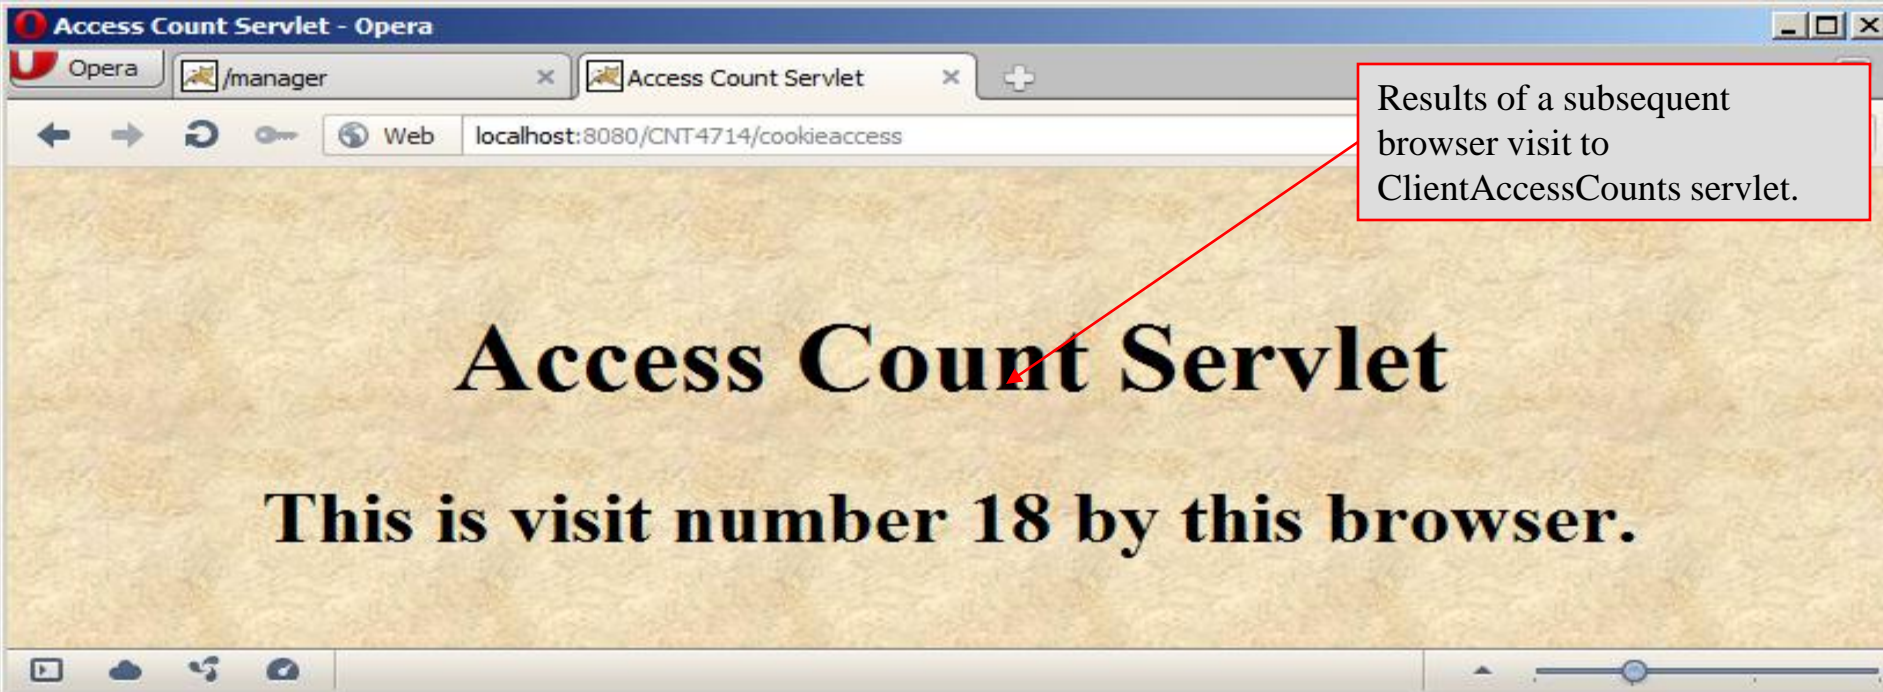 Access Count Servlet - Opera
Opera
/manager
Access Count Servlet
Web
localhost:8080/CNT4714/cookieaccess
Results of a subsequent
browser visit to
ClientAccessCounts servlet.
Access Count Servlet
This is visit number 18 by this browser.